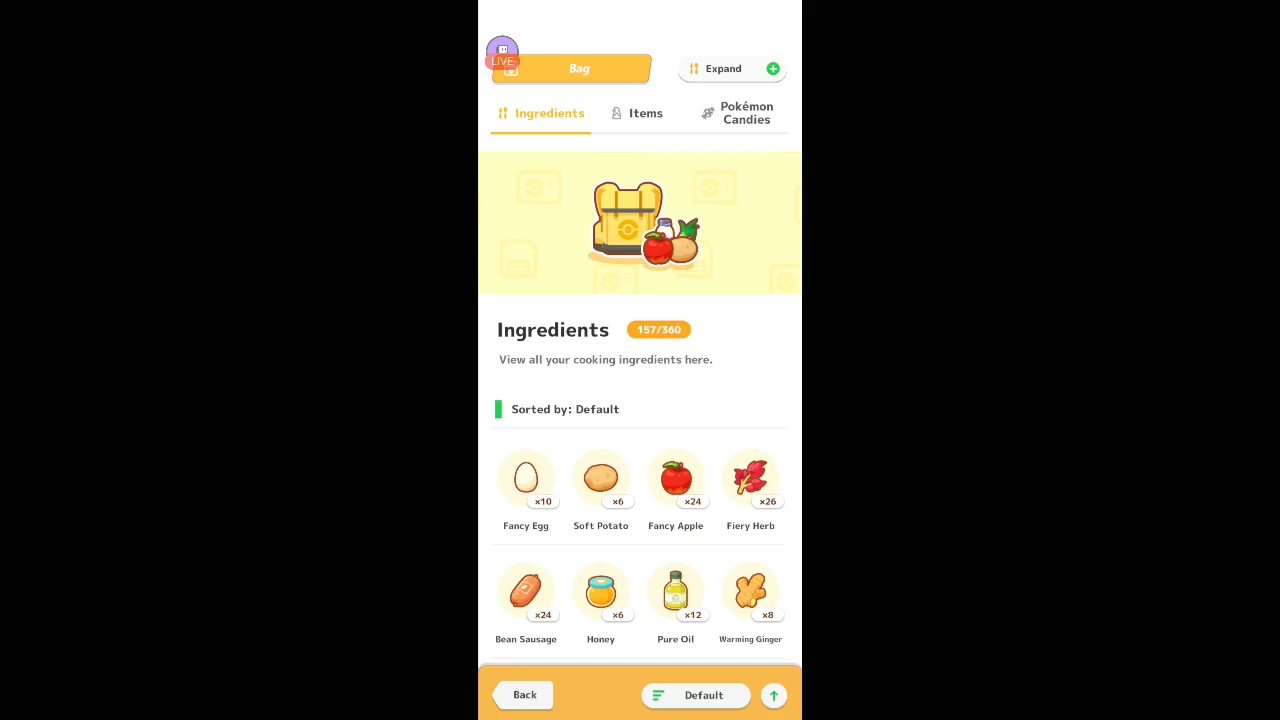 LIVE
Bag
Expand
Ingredients
Items
Pokémon
Candies
Ingredients
157/360
View all your cooking ingredients here.
Sorted by: Default
×10
×6
×24
×26
Fancy Egg
Soft Potato
Fancy Apple
Fiery Herb
×24
×6
×12
×8
Bean Sausage
Honey
Pure Oil
Warming Ginger
Back
Default